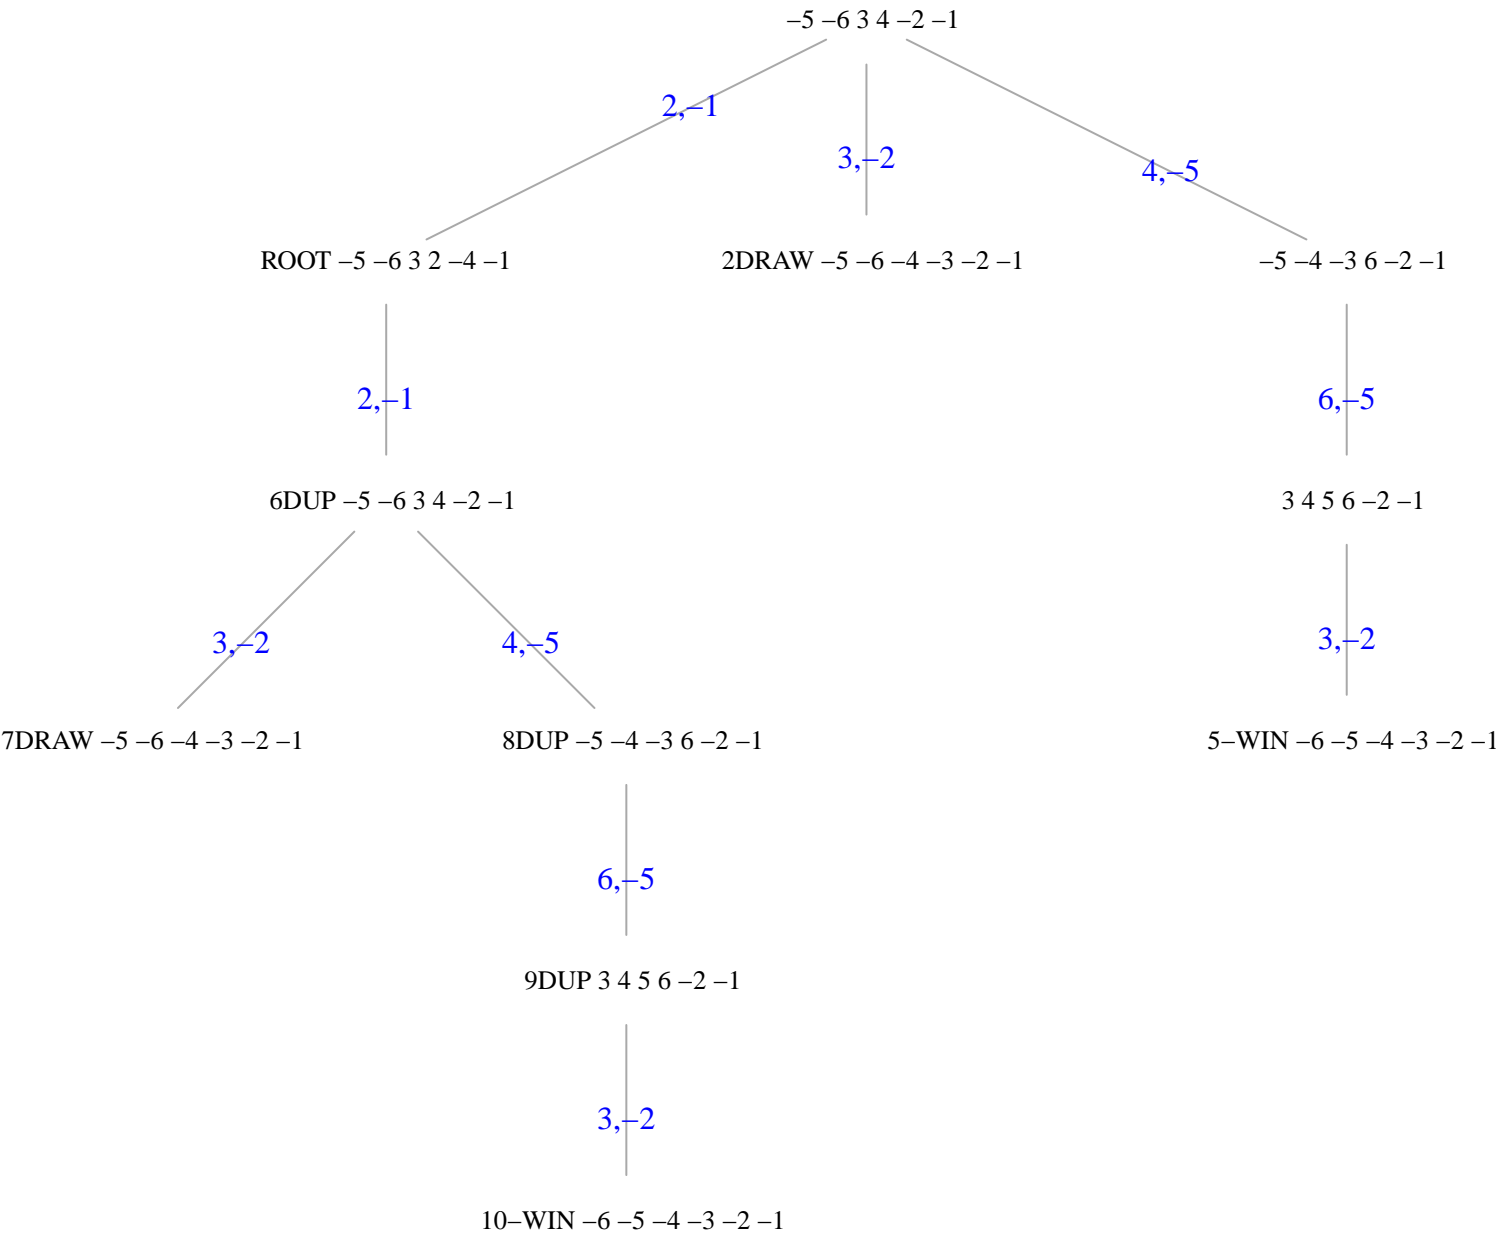 –5 –6 3 4 –2 –1
2,–1
3,–2
4,–5
ROOT –5 –6 3 2 –4 –1
2DRAW –5 –6 –4 –3 –2 –1
–5 –4 –3 6 –2 –1
2,–1
6,–5
6DUP –5 –6 3 4 –2 –1
3 4 5 6 –2 –1
3,–2
4,–5
3,–2
7DRAW –5 –6 –4 –3 –2 –1
8DUP –5 –4 –3 6 –2 –1
5–WIN –6 –5 –4 –3 –2 –1
6,–5
9DUP 3 4 5 6 –2 –1
3,–2
10–WIN –6 –5 –4 –3 –2 –1